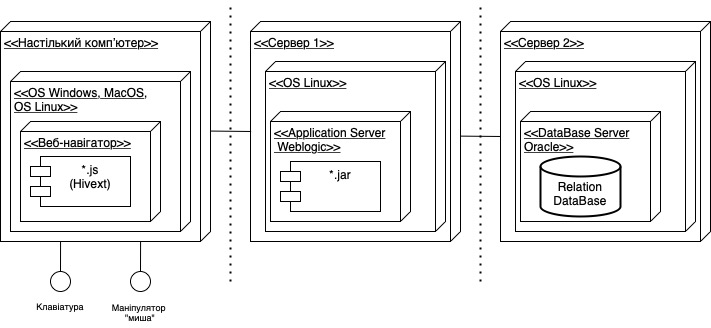 <<Настілький комп'ютер>>
<<OS Windows, MacOS,
OS Linux>>
<<Веб-навігатор>>
*.js
(Hivext)
Клавіатура
Маніпулятор
"миша"
<<Сервер 1>>
<<OS Linux>>
<<Application Server
Weblogic>>
*.jar
<<Сервер 2>>
<<OS Linux>>
<<DataBase Server
Oracle>>
Relation
DataBase